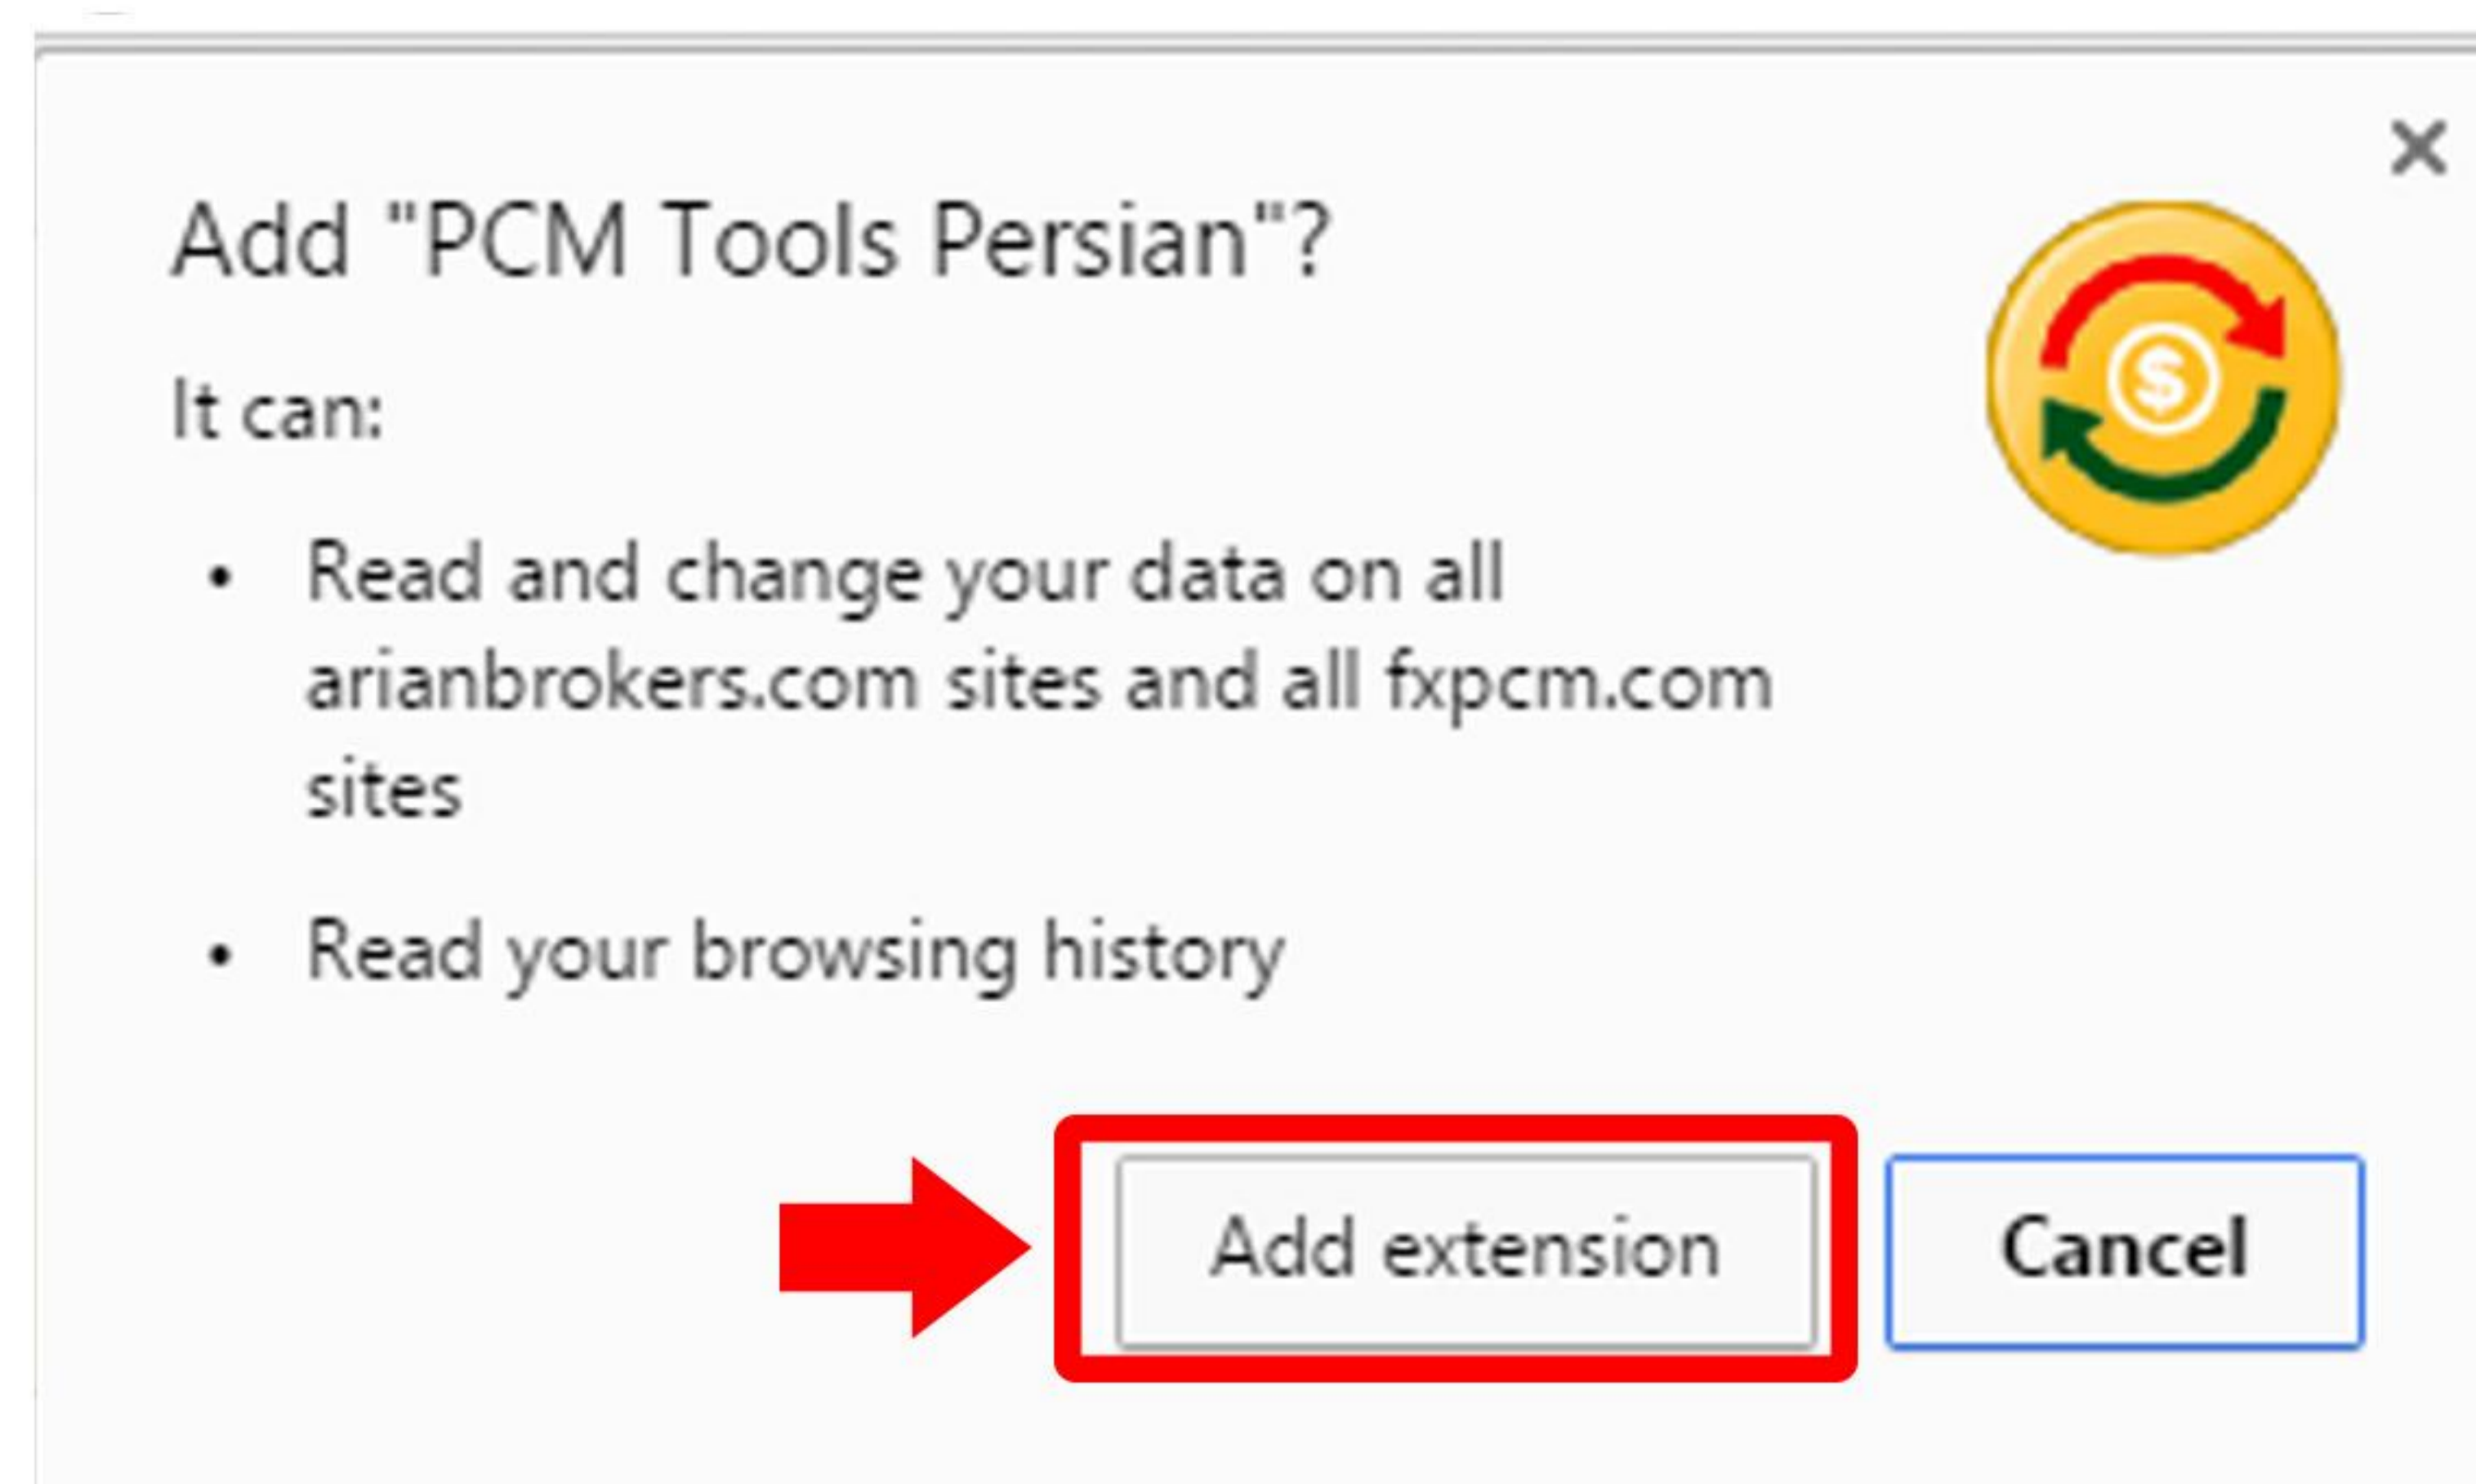 Add "PCM Tools Persian"?
It can:
• Read and change your data on all
arianbrokers.com sites and all fxpcm.com
sites
• Read your browsing history
Add extension
Cancel
$